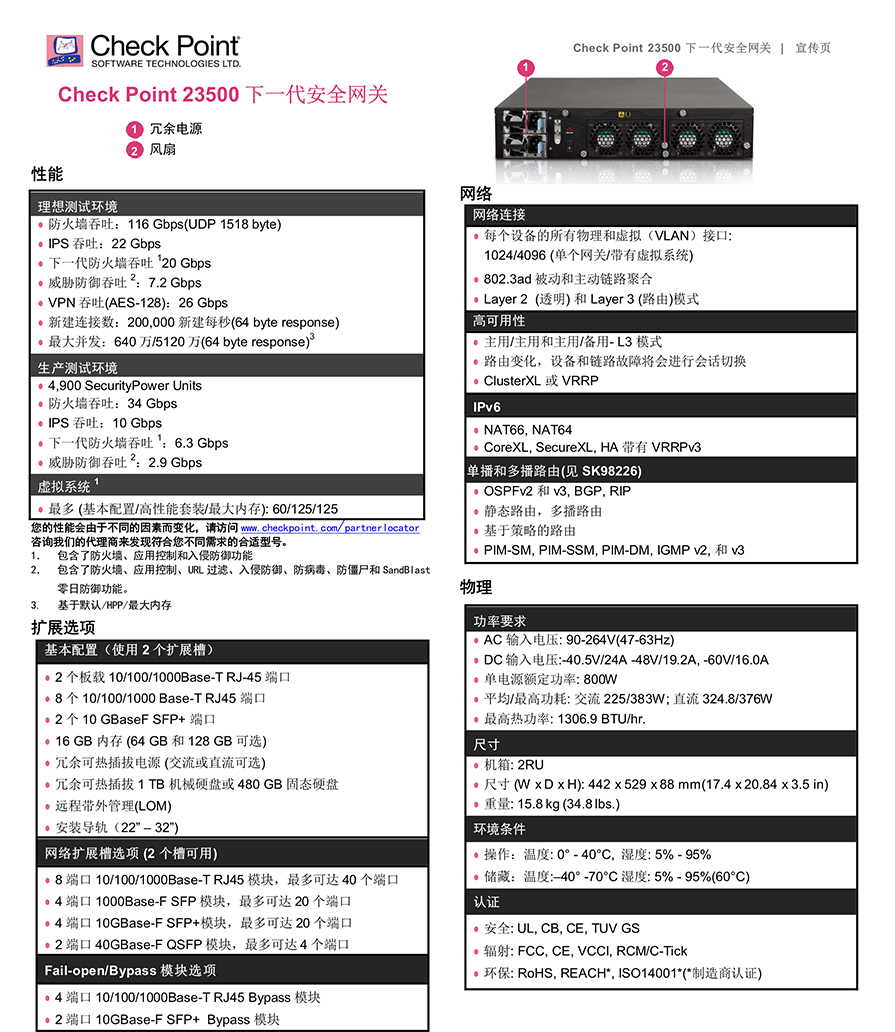 Check Point
SOFTWARE TECHNOLOGIES LTD.
Check Point 23500 下一代安全网关 | 宣传页
Check Point 23500 下一代安全网关
1 冗余电源
2 风扇
1
2
性能
理想测试环境
• 防火墙吞吐：116 Gbps(UDP 1518 byte)
• IPS 吞吐：22 Gbps
• 下一代防火墙吞吐 ¹20 Gbps
• 威胁防御吞吐 ²：7.2 Gbps
• VPN 吞吐(AES-128)：26 Gbps
• 新建连接数：200,000 新建每秒(64 byte response)
• 最大并发：640 万/5120 万(64 byte response)³
生产测试环境
• 4,900 SecurityPower Units
• 防火墙吞吐：34 Gbps
• IPS 吞吐：10 Gbps
• 下一代防火墙吞吐 ¹：6.3 Gbps
• 威胁防御吞吐 ²：2.9 Gbps
虚拟系统 ¹
• 最多 (基本配置/高性能套装/最大内存): 60/125/125
您的性能会由于不同的因素而变化，请访问 www.checkpoint.com/partnerlocator
咨询我们的代理商来发现符合您不同需求的合适型号。
1. 包含了防火墙、应用控制和入侵防御功能
2. 包含了防火墙、应用控制、URL 过滤、入侵防御、防病毒、防僵尸和 SandBlast
零日防御功能。
3. 基于默认/HPP/最大内存
扩展选项
基本配置（使用 2 个扩展槽）
• 2 个板载 10/100/1000Base-T RJ-45 端口
• 8 个 10/100/1000 Base-T RJ45 端口
• 2 个 10 GBaseF SFP+ 端口
• 16 GB 内存 (64 GB 和 128 GB 可选)
• 冗余可热插拔电源 (交流或直流可选)
• 冗余可热插拔 1 TB 机械硬盘或 480 GB 固态硬盘
• 远程带外管理(LOM)
• 安装导轨（22” – 32”)
网络扩展槽选项 (2 个槽可用)
• 8 端口 10/100/1000Base-T RJ45 模块，最多可达 40 个端口
• 4 端口 1000Base-F SFP 模块，最多可达 20 个端口
• 4 端口 10GBase-F SFP+模块，最多可达 20 个端口
• 2 端口 40GBase-F QSFP 模块，最多可达 4 个端口
Fail-open/Bypass 模块选项
• 4 端口 10/100/1000Base-T RJ45 Bypass 模块
• 2 端口 10GBase-F SFP+ Bypass 模块
网络
网络连接
• 每个设备的所有物理和虚拟（VLAN）接口:
1024/4096 (单个网关/带有虚拟系统)
• 802.3ad 被动和主动链路聚合
• Layer 2 (透明) 和 Layer 3 (路由)模式
高可用性
• 主用/主用和主用/备用- L3 模式
• 路由变化，设备和链路故障将会进行会话切换
• ClusterXL 或 VRRP
IPv6
• NAT66, NAT64
• CoreXL, SecureXL, HA 带有 VRRPv3
单播和多播路由(见 SK98226)
• OSPFv2 和 v3, BGP, RIP
• 静态路由，多播路由
• 基于策略的路由
• PIM-SM, PIM-SSM, PIM-DM, IGMP v2, 和 v3
物理
功率要求
• AC 输入电压: 90-264V(47-63Hz)
• DC 输入电压:-40.5V/24A -48V/19.2A, -60V/16.0A
• 单电源额定功率: 800W
• 平均/最高功耗: 交流 225/383W; 直流 324.8/376W
• 最高热功率: 1306.9 BTU/hr.
尺寸
• 机箱: 2RU
• 尺寸 (W x D x H): 442 x 529 x 88 mm(17.4 x 20.84 x 3.5 in)
• 重量: 15.8 kg (34.8 lbs.)
环境条件
• 操作：温度: 0° - 40°C, 湿度: 5% - 95%
• 储藏：温度:–40° -70°C 湿度: 5% - 95%(60°C)
认证
• 安全: UL, CB, CE, TUV GS
• 辐射: FCC, CE, VCCI, RCM/C-Tick
• 环保: RoHS, REACH*, ISO14001*(*制造商认证)